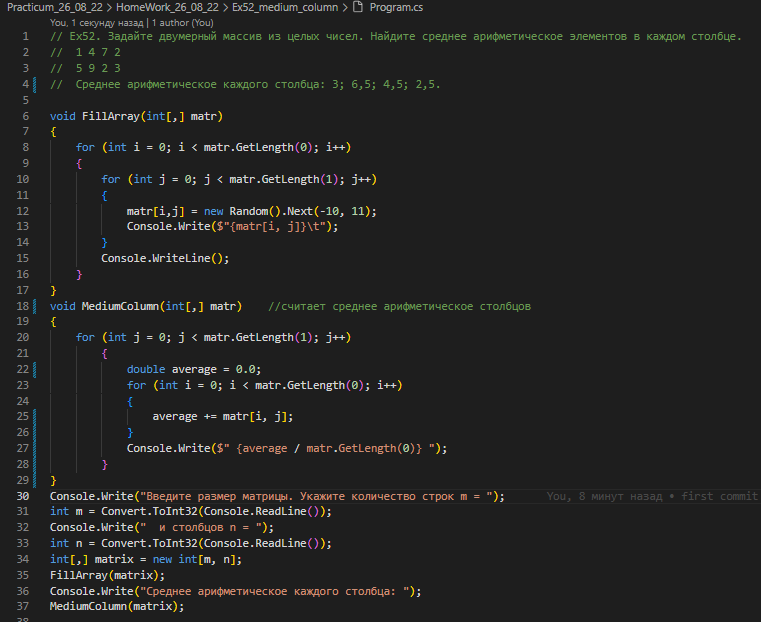 Practicum_26_08_22 > HomeWork_26_08_22 > Ex52_medium_column > Program.cs
You, 1 секунду назад | 1 author (You)
1 // Ex52. Задайте двумерный массив из целых чисел. Найдите среднее арифметическое элементов в каждом столбце.
2 // 1 4 7 2
3 // 5 9 2 3
4 // Среднее арифметическое каждого столбца: 3; 6,5; 4,5; 2,5.
5
6 void FillArray(int[,] matr)
7 {
8 for (int i = 0; i < matr.GetLength(0); i++)
9 {
10 for (int j = 0; j < matr.GetLength(1); j++)
11 {
12 matr[i,j] = new Random().Next(-10, 11);
13 Console.Write($"{matr[i, j]}\t");
14 }
15 Console.WriteLine();
16 }
17 }
18 void MediumColumn(int[,] matr) //считает среднее арифметическое столбцов
19 {
20 for (int j = 0; j < matr.GetLength(1); j++)
21 {
22 double average = 0.0;
23 for (int i = 0; i < matr.GetLength(0); i++)
24 {
25 average += matr[i, j];
26 }
27 Console.Write($" {average / matr.GetLength(0)} ");
28 }
29 }
30 Console.Write("Введите размер матрицы. Укажите количество строк m = "); You, 8 минут назад • first commit
31 int m = Convert.ToInt32(Console.ReadLine());
32 Console.Write("  и столбцов n = ");
33 int n = Convert.ToInt32(Console.ReadLine());
34 int[,] matrix = new int[m, n];
35 FillArray(matrix);
36 Console.Write("Среднее арифметическое каждого столбца: ");
37 MediumColumn(matrix);
38